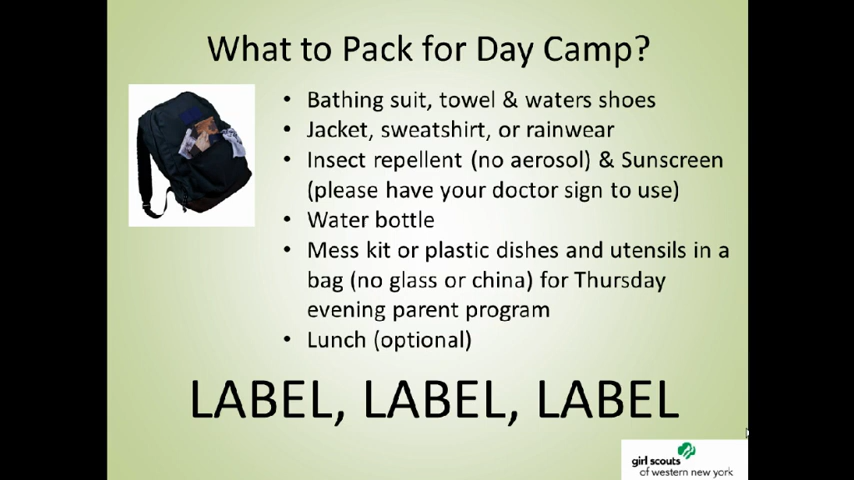 What to Pack for Day Camp?
• Bathing suit, towel & waters shoes
• Jacket, sweatshirt, or rainwear
• Insect repellent (no aerosol) & Sunscreen
(please have your doctor sign to use)
• Water bottle
• Mess kit or plastic dishes and utensils in a
bag (no glass or china) for Thursday
evening parent program
• Lunch (optional)
LABEL, LABEL, LABEL
girl scouts
of western new york